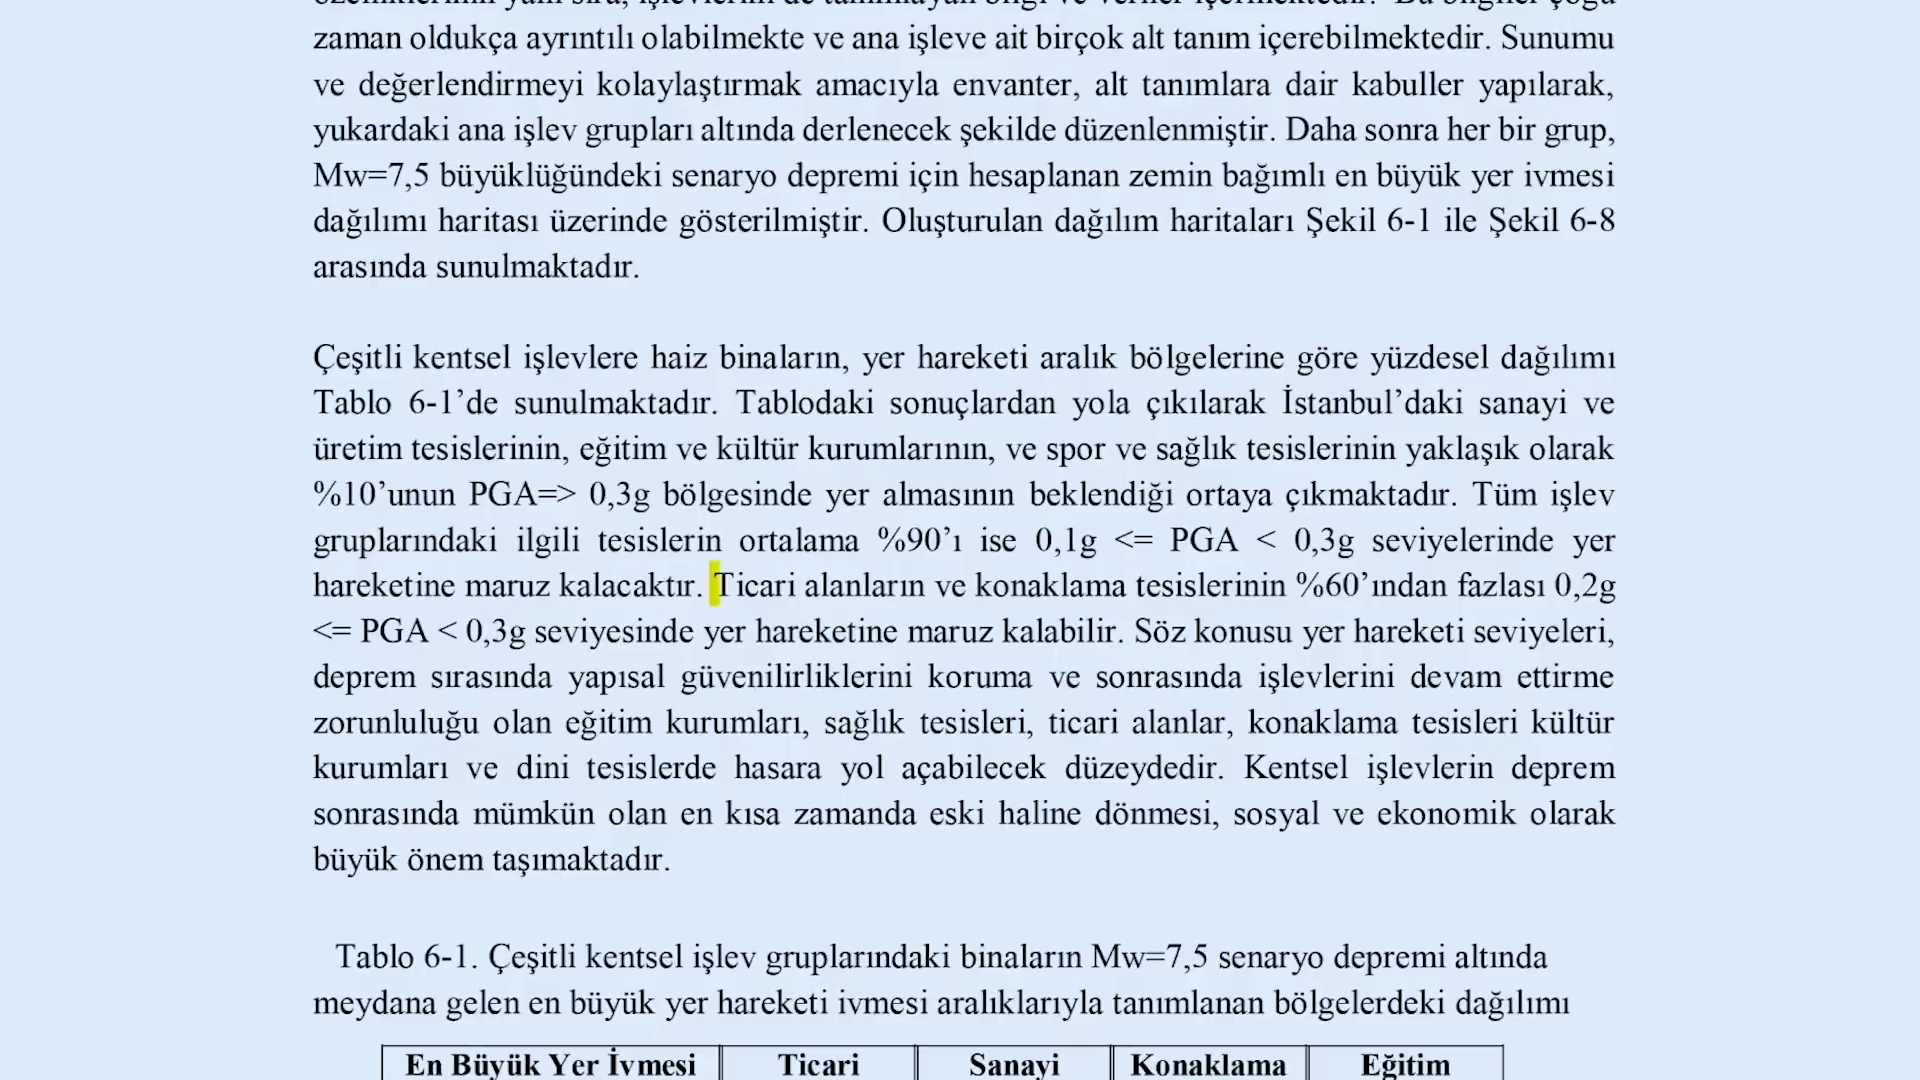 zaman oldukça ayrıntılı olabilmekte ve ana işleve ait birçok alt tanım içerebilmektedir. Sunumu
ve değerlendirmeyi kolaylaştırmak amacıyla envanter, alt tanımlara dair kabuller yapılarak,
yukardaki ana işlev grupları altında derlenecek şekilde düzenlenmiştir. Daha sonra her bir grup,
Mw=7,5 büyüklüğündeki senaryo depremi için hesaplanan zemin bağımlı en büyük yer ivmesi
dağılımı haritası üzerinde gösterilmiştir. Oluşturulan dağılım haritaları Şekil 6-1 ile Şekil 6-8
arasında sunulmaktadır.
Çeşitli kentsel işlevlere haiz binaların, yer hareketi aralık bölgelerine göre yüzdesel dağılımı
Tablo 6-1’de sunulmaktadır. Tablodaki sonuçlardan yola çıkılarak İstanbul’daki sanayi ve
üretim tesislerinin, eğitim ve kültür kurumlarının, ve spor ve sağlık tesislerinin yaklaşık olarak
%10’unun PGA=> 0,3g bölgesinde yer almasının beklendiği ortaya çıkmaktadır. Tüm işlev
gruplarındaki ilgili tesislerin ortalama %90’ı ise 0,1g <= PGA < 0,3g seviyelerinde yer
hareketine maruz kalacaktır. Ticari alanların ve konaklama tesislerinin %60’ından fazlası 0,2g
<= PGA < 0,3g seviyesinde yer hareketine maruz kalabilir. Söz konusu yer hareketi seviyeleri,
deprem sırasında yapısal güvenilirliklerini koruma ve sonrasında işlevlerini devam ettirme
zorunluluğu olan eğitim kurumları, sağlık tesisleri, ticari alanlar, konaklama tesisleri kültür
kurumları ve dini tesislerde hasara yol açabilecek düzeydedir. Kentsel işlevlerin deprem
sonrasında mümkün olan en kısa zamanda eski haline dönmesi, sosyal ve ekonomik olarak
büyük önem taşımaktadır.
Tablo 6-1. Çeşitli kentsel işlev gruplarındaki binaların Mw=7,5 senaryo depremi altında
meydana gelen en büyük yer hareketi ivmesi aralıklarıyla tanımlanan bölgelerdeki dağılımı
En Büyük Yer İvmesi Ticari Sanayi Konaklama Eğitim